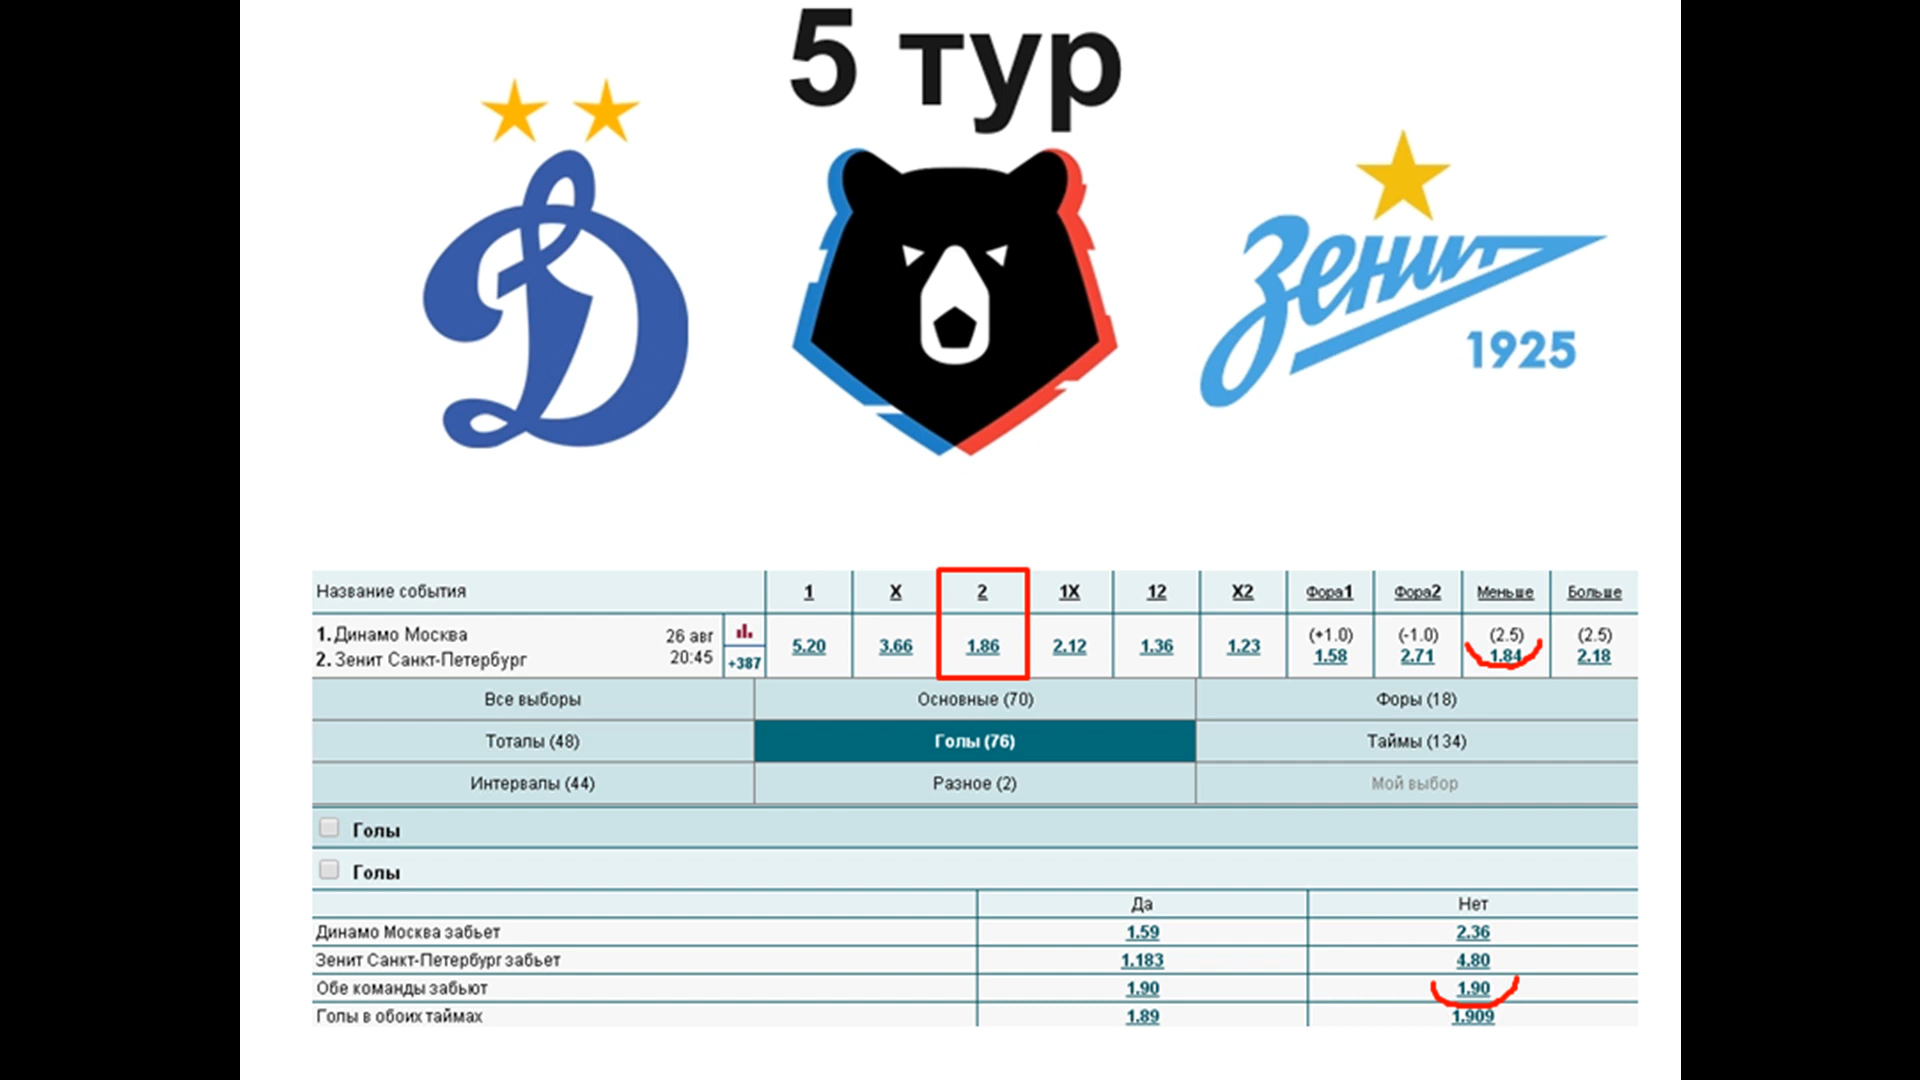 5 тур
Зенит
1925
Название события 1 X 2 1X 12 X2 Фора1 Фора2 Меньше Больше
1. Динамо Москва 26 авг (+1.0) (-1.0) (2.5) (2.5)
5.20 3.66 1.86 2.12 1.36 1.23
2. Зенит Санкт-Петербург 20:45 +387 1.58 2.71 1.84 2.18
Все выборы Основные (70) Форы (18)
Тоталы (48) Голы (76) Таймы (134)
Интервалы (44) Разное (2) Мой выбор
Голы
Голы
Да Нет
Динамо Москва забьет 1.59 2.36
Зенит Санкт-Петербург забьет 1.183 4.80
Обе команды забьют 1.90 1.90
Голы в обоих таймах 1.89 1.909